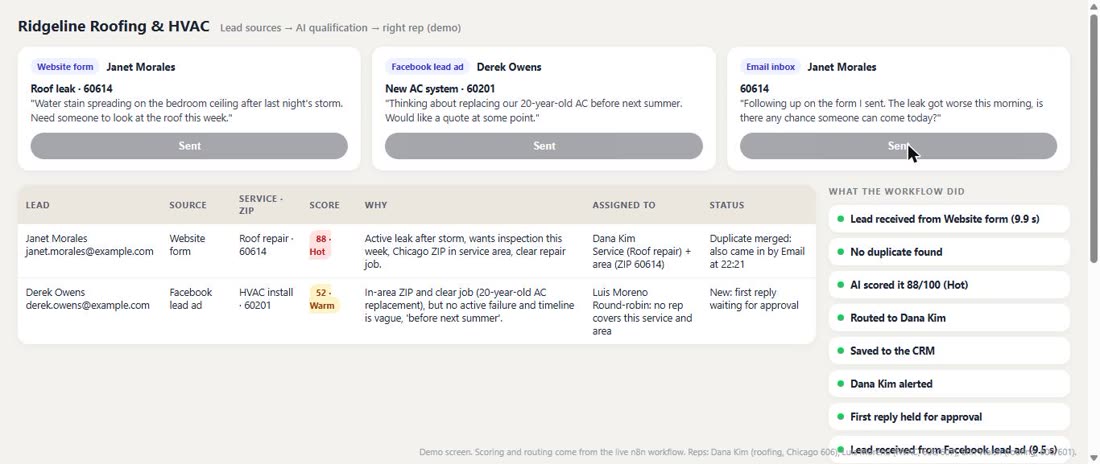 Ridgeline Roofing & HVAC Lead sources → AI qualification → right rep (demo)
Website form Janet Morales
Roof leak · 60614
"Water stain spreading on the bedroom ceiling after last night's storm.
Need someone to look at the roof this week."
Sent
Facebook lead ad Derek Owens
New AC system · 60201
"Thinking about replacing our 20-year-old AC before next summer.
Would like a quote at some point."
Sent
Email inbox Janet Morales
60614
"Following up on the form I sent. The leak got worse this morning, is
there any chance someone can come today?"
Sent
LEAD
SOURCE
SERVICE ·
ZIP
SCORE
WHY
ASSIGNED TO
STATUS
Janet Morales
janet.morales@example.com
Website
form
Roof repair ·
60614
88 ·
Hot
Active leak after storm, wants inspection this
week, Chicago ZIP in service area, clear repair
job.
Dana Kim
Service (Roof repair) +
area (ZIP 60614)
Duplicate merged:
also came in by Email
at 22:21
Derek Owens
derek.owens@example.com
Facebook
lead ad
HVAC install
· 60201
52 ·
Warm
In-area ZIP and clear job (20-year-old AC
replacement), but no active failure and timeline
is vague, 'before next summer'.
Luis Moreno
Round-robin: no rep
covers this service and
area
New: first reply
waiting for approval
WHAT THE WORKFLOW DID
Lead received from Website form (9.9 s)
No duplicate found
AI scored it 88/100 (Hot)
Routed to Dana Kim
Saved to the CRM
Dana Kim alerted
First reply held for approval
Lead received from Facebook lead ad (9.5 s)
Demo screen. Scoring and routing come from the live n8n workflow. Reps: Dana Kim (roofing, Chicago 606),